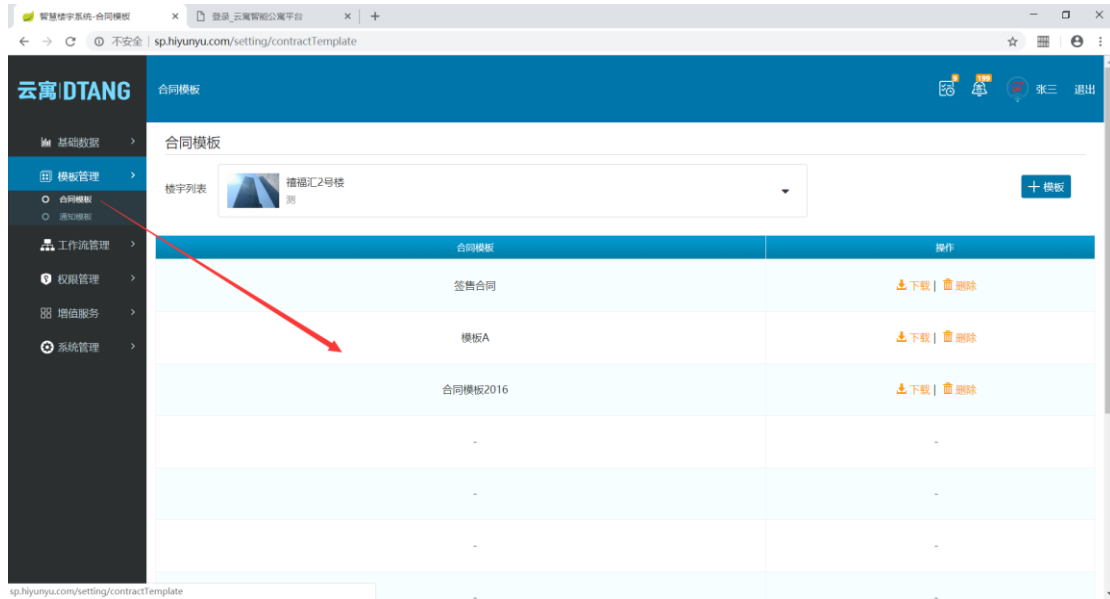 智慧楼宇系统-合同模板
登录_云寓智能公寓平台
不安全 | sp.hiyunyu.com/setting/contractTemplate
云寓|DTANG
合同模板
9
199
张三
退出
基础数据
模板管理
合同模板
通知模板
工作流管理
权限管理
增值服务
系统管理
合同模板
楼宇列表
禧福汇2号楼
测
模板
合同模板 操作
签售合同 下载 | 删除
模板A 下载 | 删除
合同模板2016 下载 | 删除
- -
- -
- -
- -
sp.hiyunyu.com/setting/contractTemplate